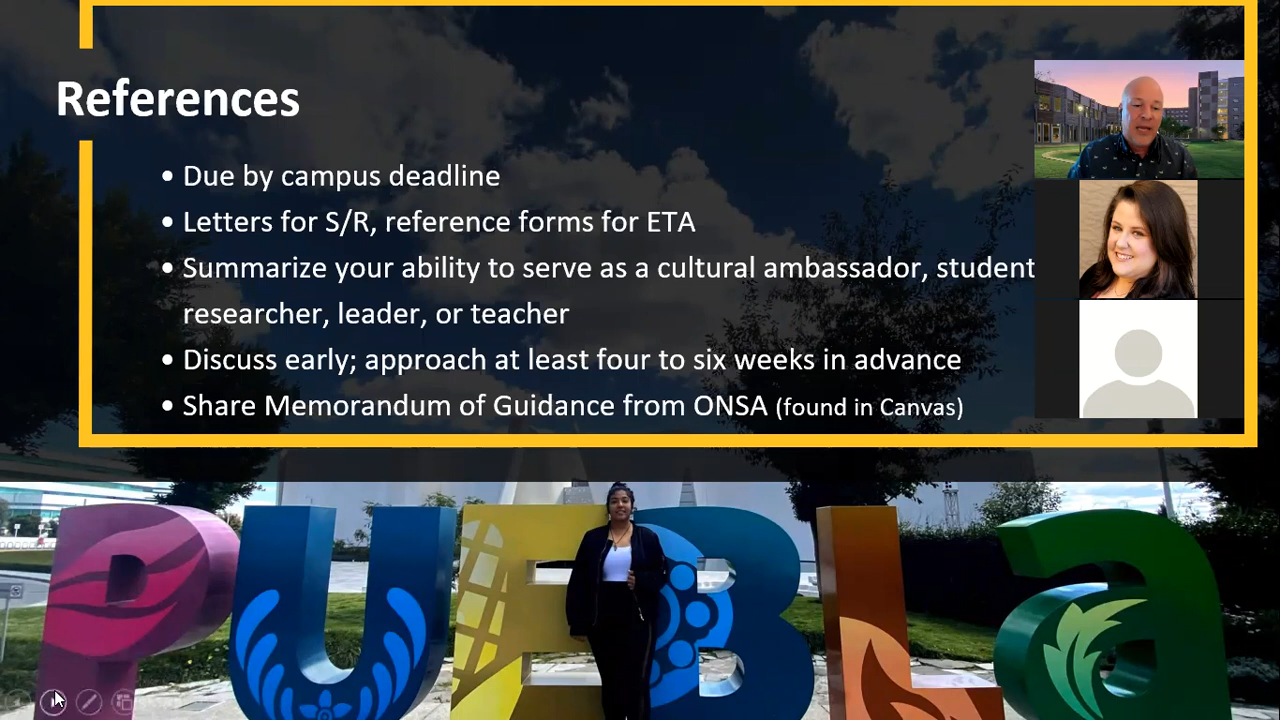 References
• Due by campus deadline
• Letters for S/R, reference forms for ETA
• Summarize your ability to serve as a cultural ambassador, student
researcher, leader, or teacher
• Discuss early; approach at least four to six weeks in advance
• Share Memorandum of Guidance from ONSA (found in Canvas)
PUEBLa